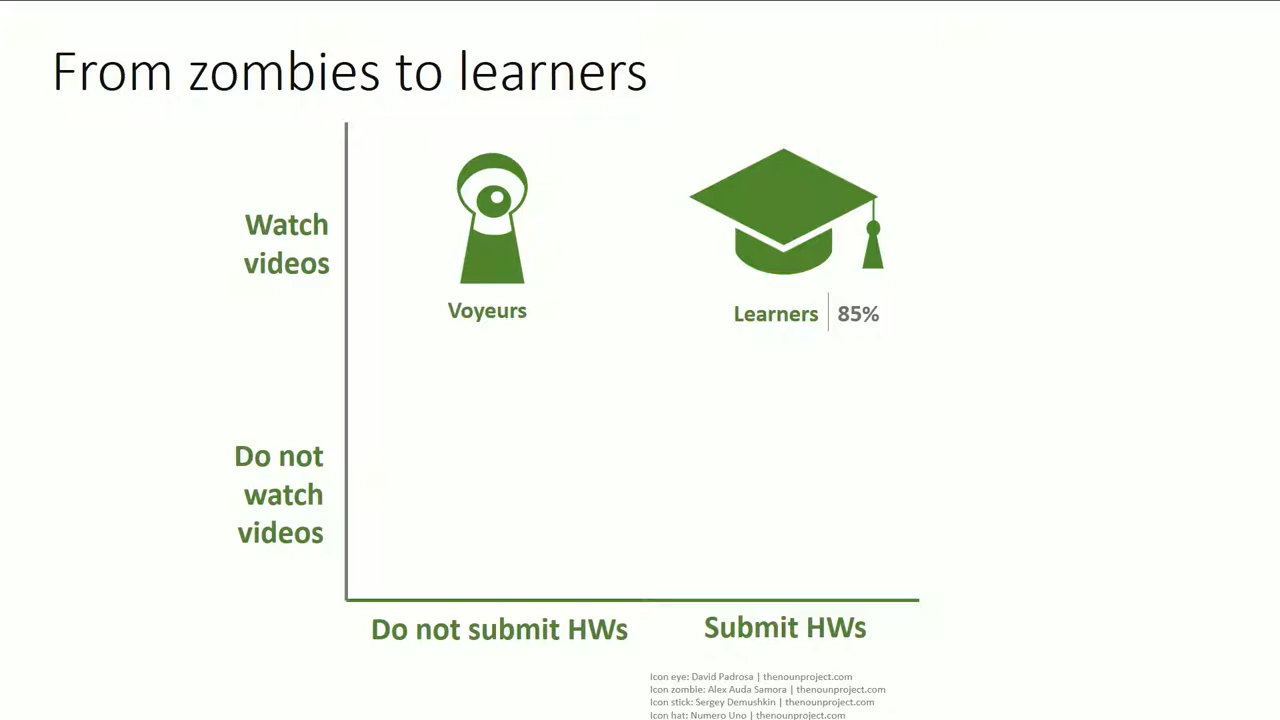 From zombies to learners
Watch
videos
Voyeurs
Learners
85%
Do not
watch
videos
Do not submit HWs
Submit HWs
Icon eye: David Padrosa | thenounproject.com
Icon zombie: Alex Auda Samora | thenounproject.com
Icon stick: Sergey Demushkin | thenounproject.com
Icon hat: Numero Uno | thenounproject.com